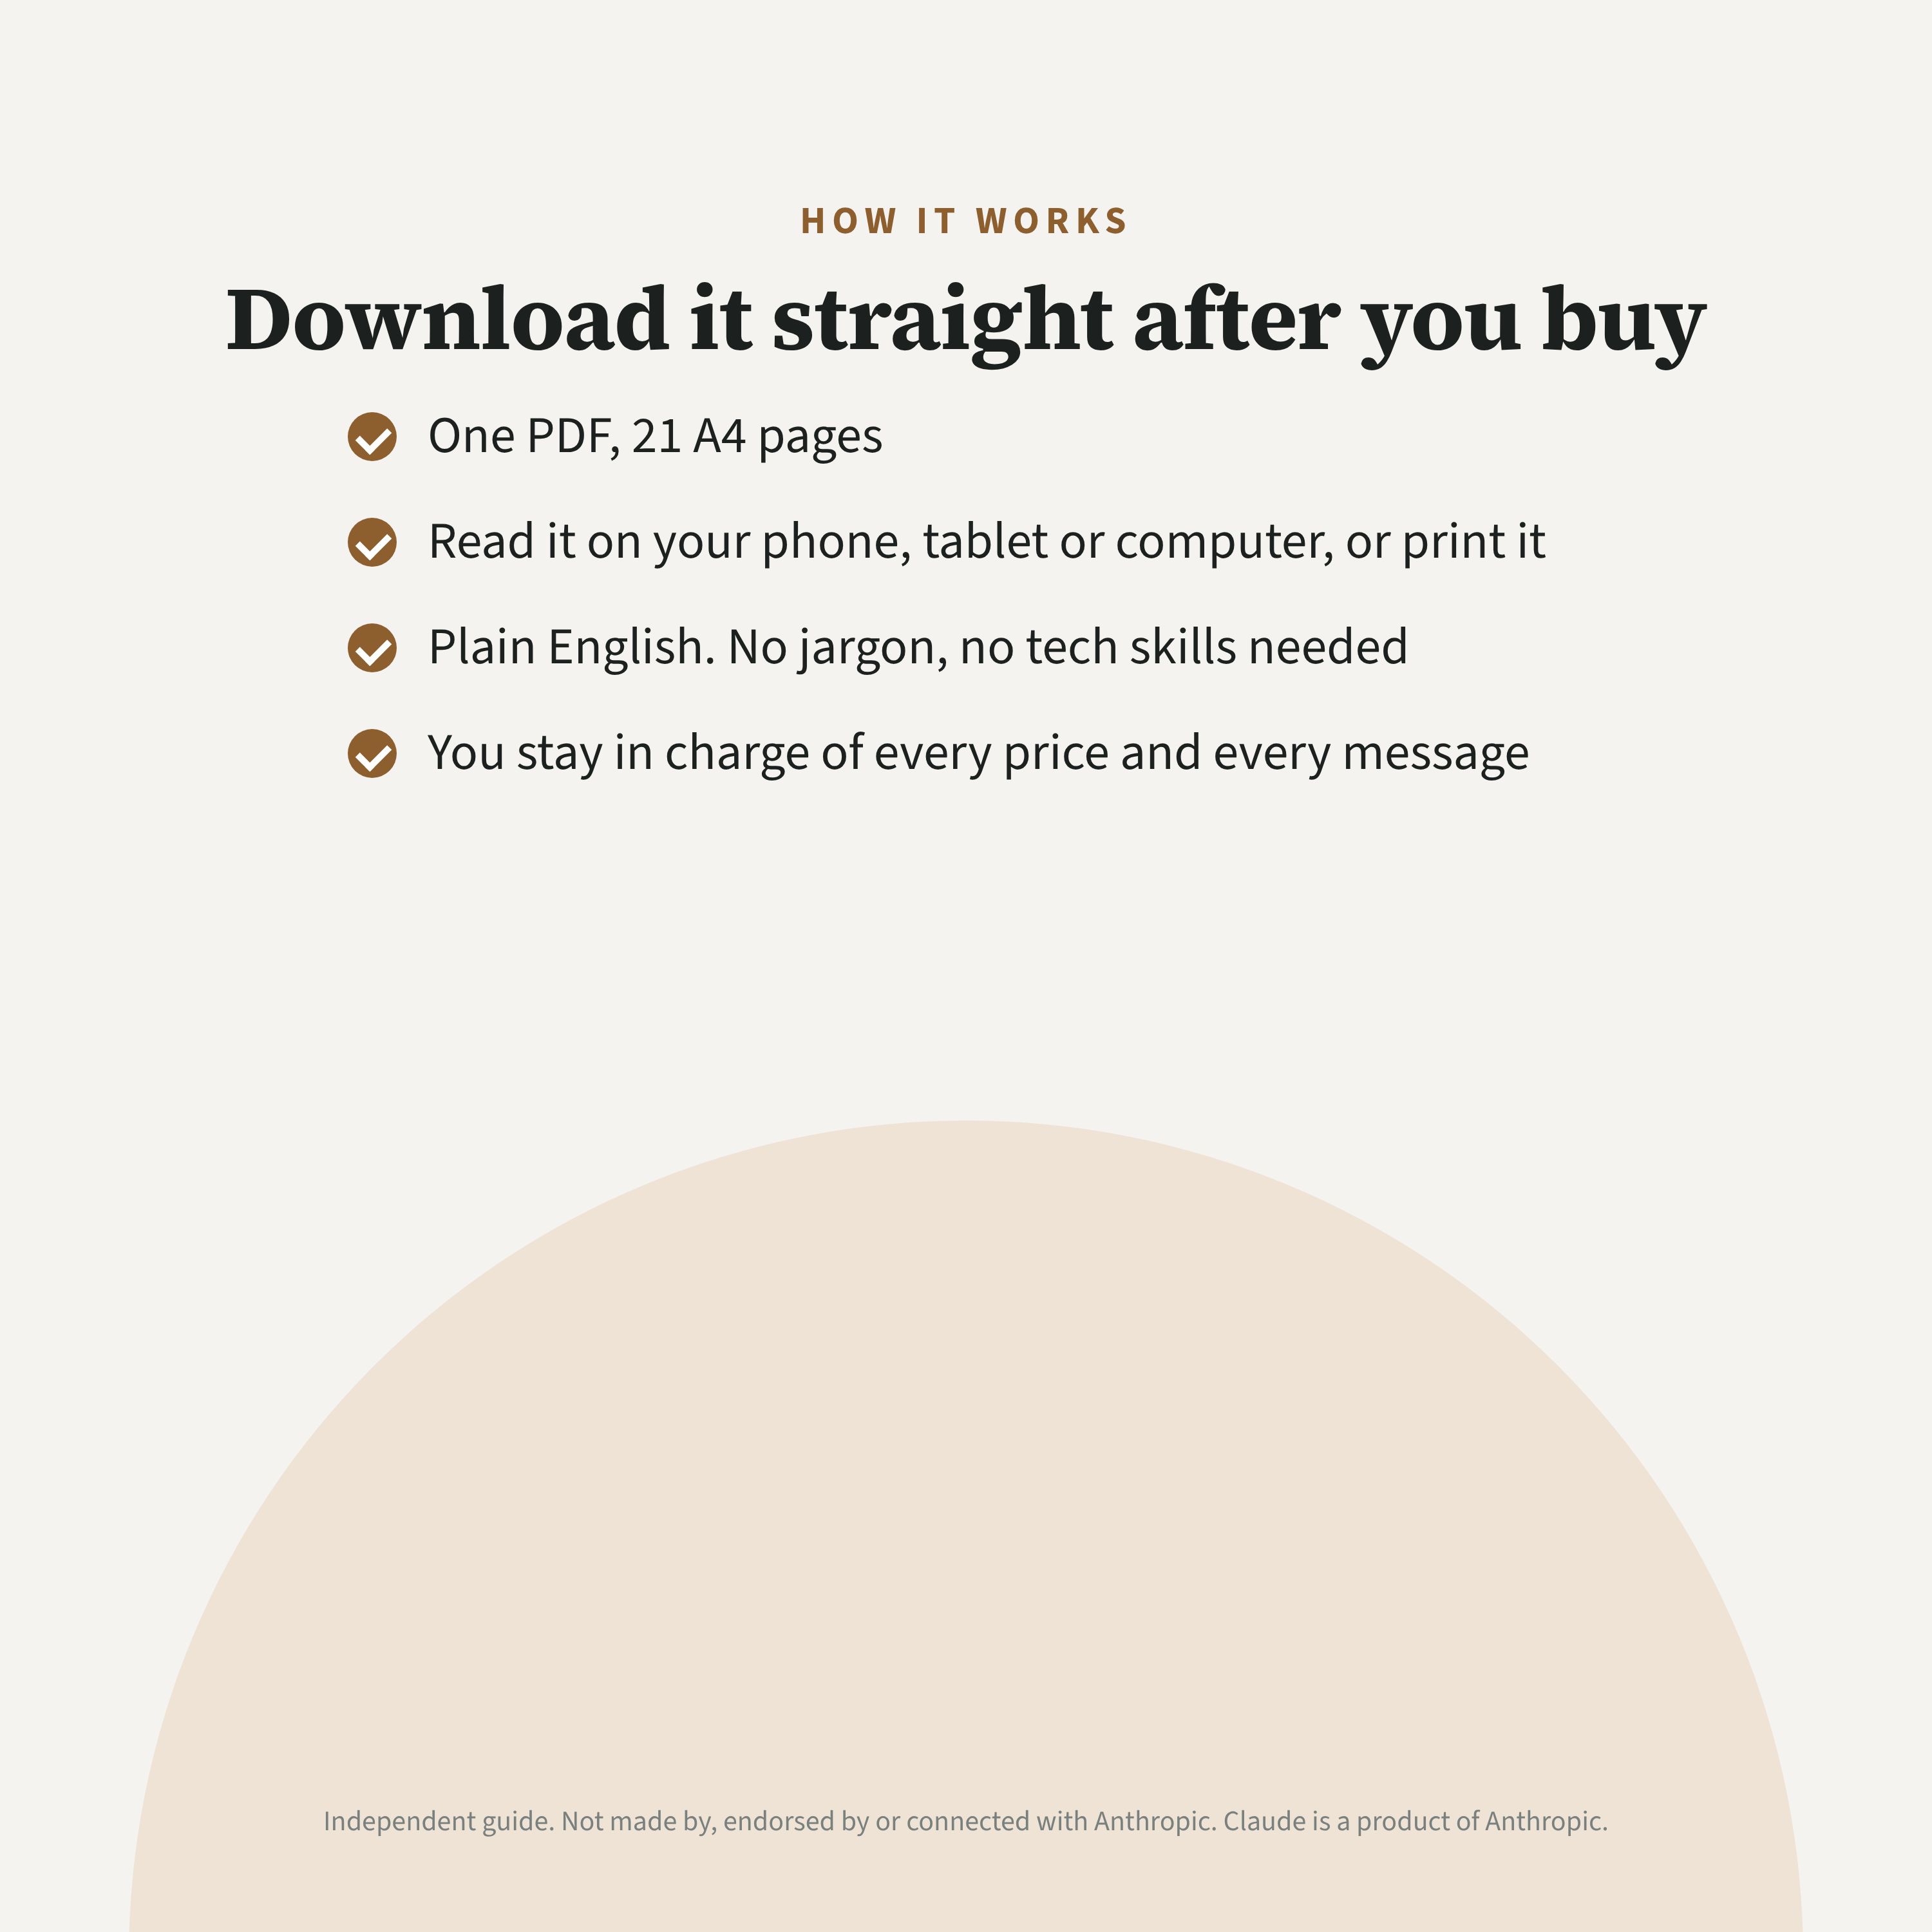 HOW IT WORKS
Download it straight after you buy
One PDF, 21 A4 pages
Read it on your phone, tablet or computer, or print it
Plain English. No jargon, no tech skills needed
You stay in charge of every price and every message
Independent guide. Not made by, endorsed by or connected with Anthropic. Claude is a product of Anthropic.